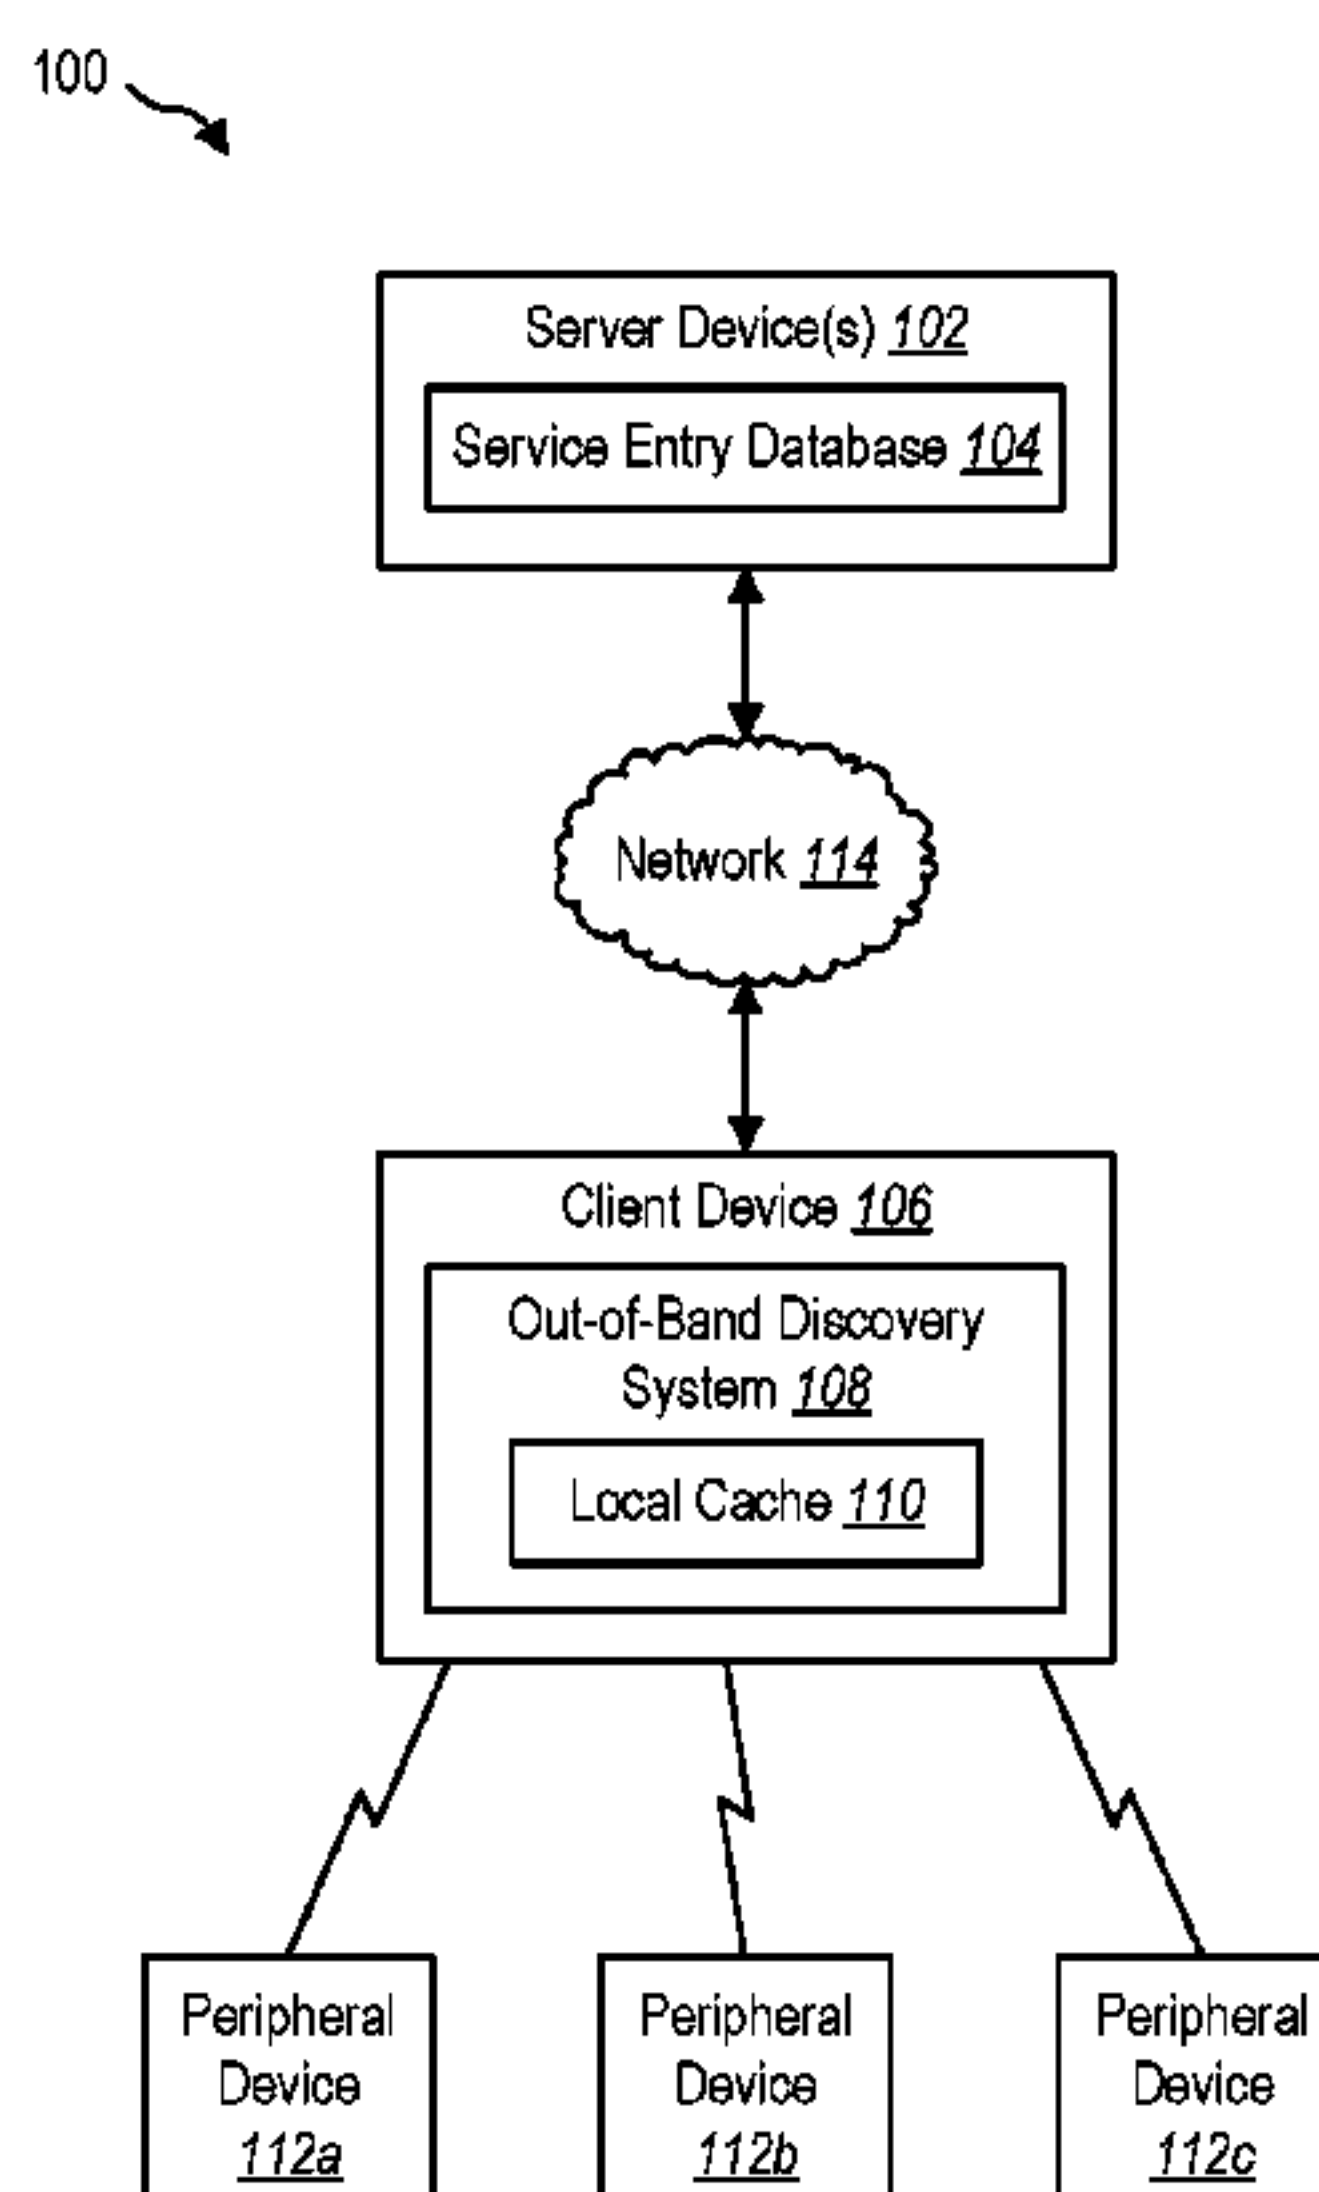 100
Server Device(s) 102
Service Entry Database 104
Network 114
Client Device 106
Out-of-Band Discovery
System 108
Local Cache 110
Peripheral
Device
112a
Peripheral
Device
112b
Peripheral
Device
112c